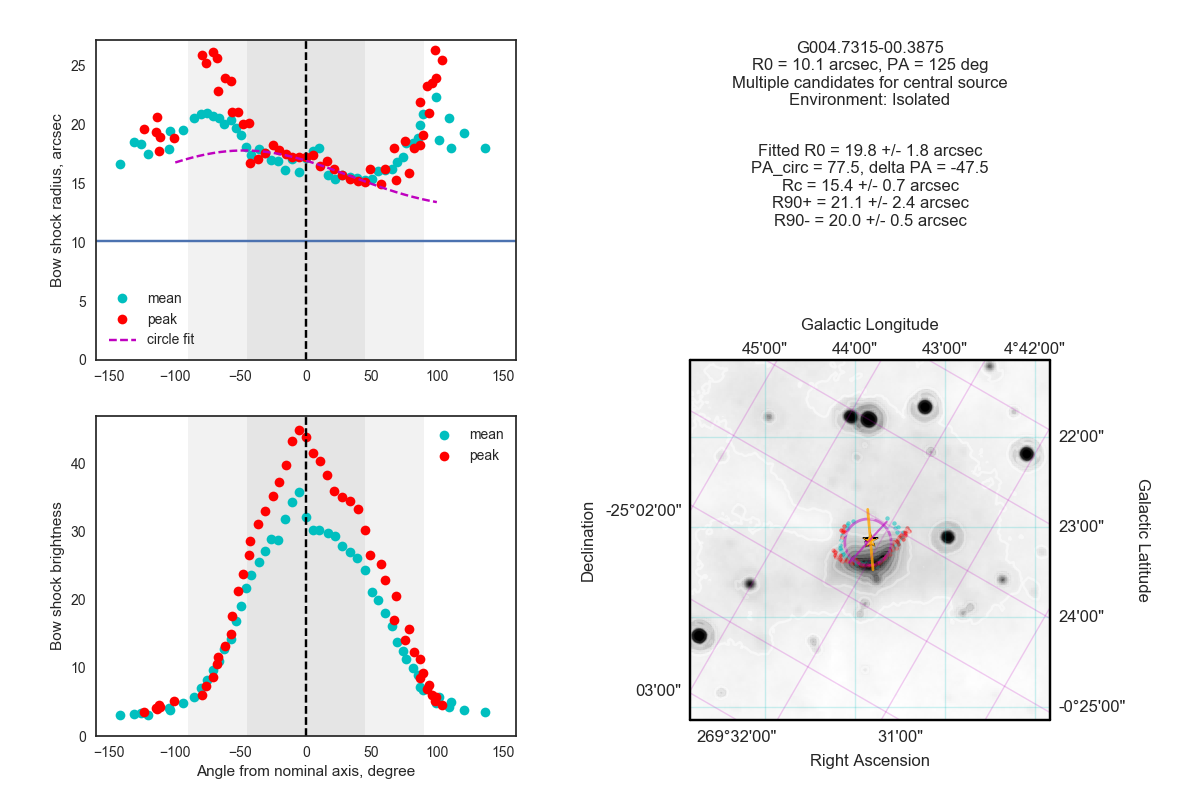 G004.7315-00.3875
R0 = 10.1 arcsec, PA = 125 deg
Multiple candidates for central source
Environment: Isolated
Fitted R0 = 19.8 +/- 1.8 arcsec
PA_circ = 77.5, delta PA = -47.5
Rc = 15.4 +/- 0.7 arcsec
R90+ = 21.1 +/- 2.4 arcsec
R90- = 20.0 +/- 0.5 arcsec
Bow shock radius, arcsec
25
20
15
10
5
0
mean
peak
circle fit
−150 −100 −50 0 50 100 150
Bow shock brightness
40
30
20
10
0
mean
peak
−150 −100 −50 0 50 100 150
Angle from nominal axis, degree
Galactic Longitude
45'00" 44'00" 43'00" 4°42'00"
22'00"
23'00"
24'00"
-0°25'00"
Galactic Latitude
Declination
-25°02'00"
03'00"
269°32'00" 31'00"
Right Ascension